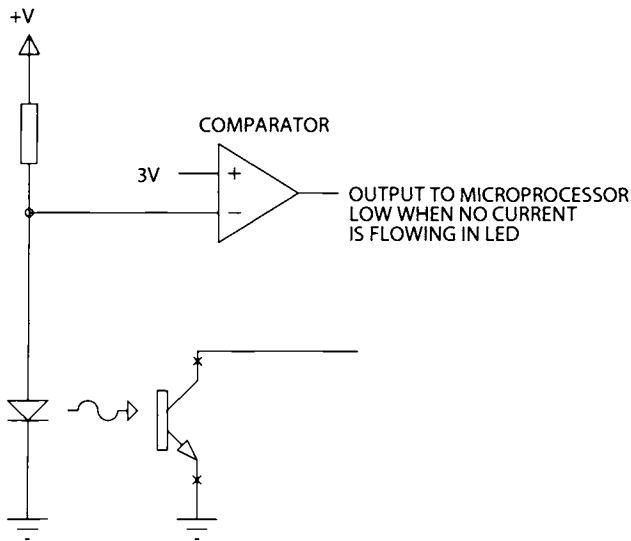 +V
COMPARATOR
3V
+
−
OUTPUT TO MICROPROCESSOR
LOW WHEN NO CURRENT
IS FLOWING IN LED